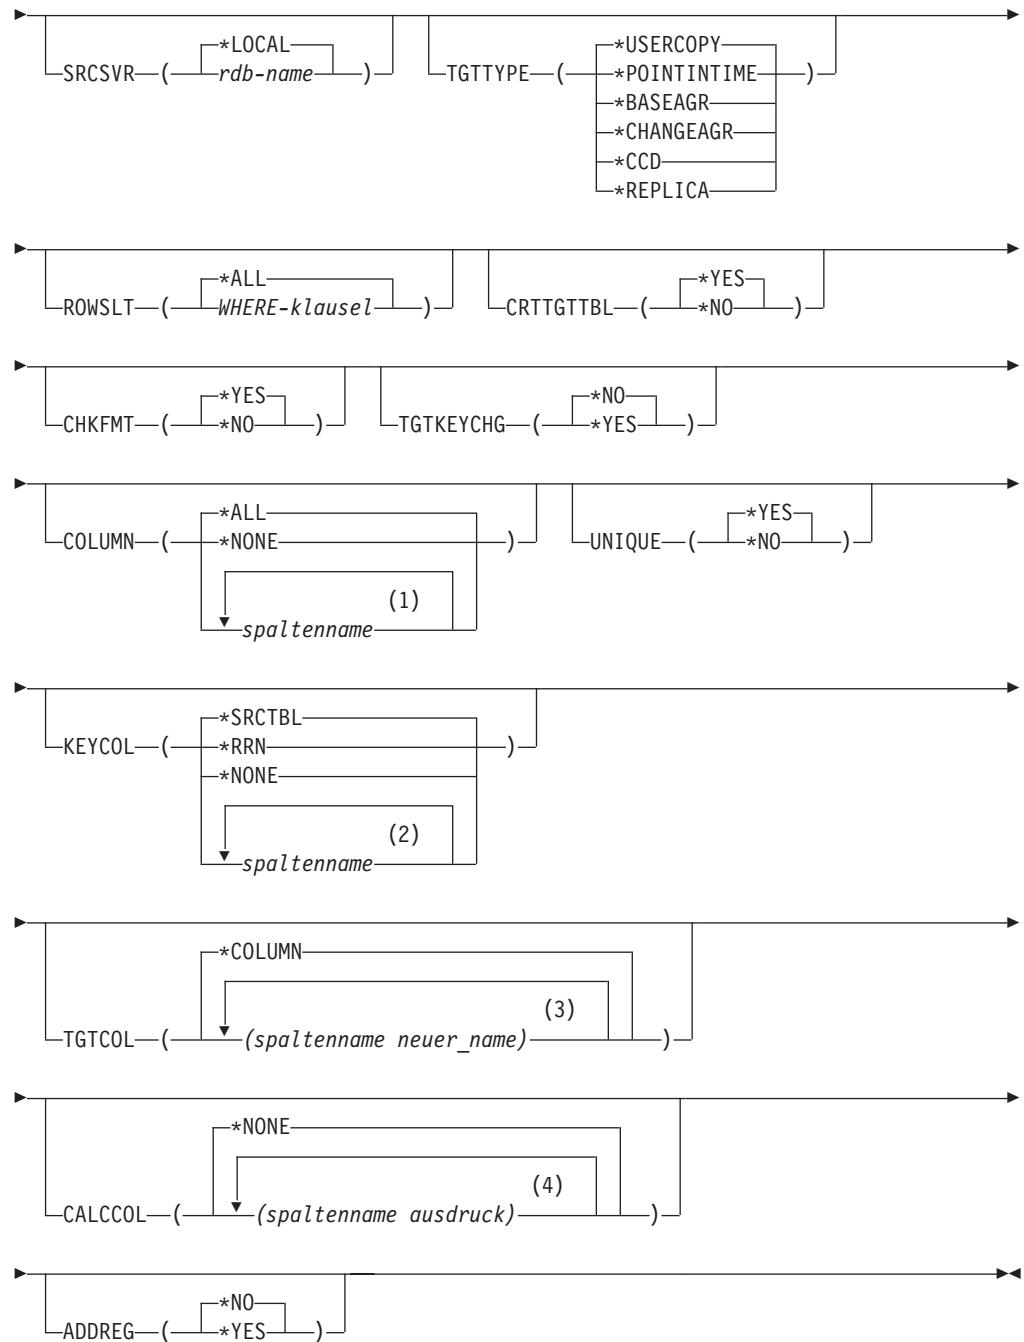 *LOCAL *USERCOPY
SRCSVR ( rdb-name ) TGTTYPE ( *POINTINTIME )
*BASEAGR
*CHANGEAGR
*CCD
*REPLICA
*ALL *YES
ROWSLT ( WHERE-klausel ) CRTTGTTBL ( *NO )
*YES *NO
CHKFMT ( *NO ) TGTKEYCHG ( *YES )
*ALL *YES
COLUMN ( *NONE ) UNIQUE ( *NO )
(1)
spaltenname
*SRCTBL
KEYCOL ( *RRN )
*NONE
(2)
spaltenname
*COLUMN
(3)
TGTCOL ( (spaltenname neuer_name) )
*NONE
(4)
CALCCOL ( (spaltenname ausdruck) )
*NO
ADDREG ( *YES )